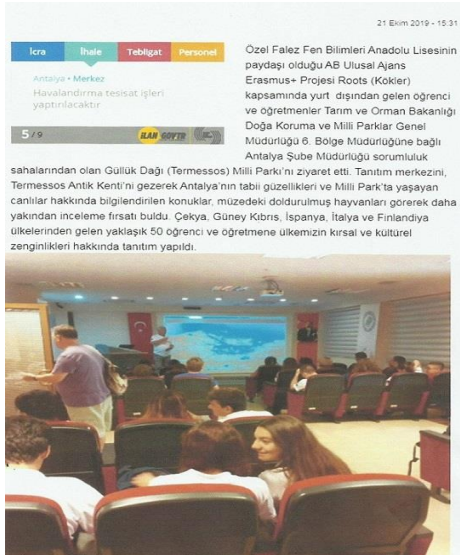 21 Ekim 2019 - 15:31
İcra
İhale
Tebligat
Personel
Antalya • Merkez
Havalandırma tesisat işleri
yaptırılacaktır
5 / 9
Özel Falez Fen Bilimleri Anadolu Lisesinin
paydaşı olduğu AB Ulusal Ajans
Erasmus+ Projesi Roots (Kökler)
kapsamında yurt dışından gelen öğrenci
ve öğretmenler Tarım ve Orman Bakanlığı
Doğa Koruma ve Milli Parklar Genel
Müdürlüğü 6. Bölge Müdürlüğüne bağlı
Antalya Şube Müdürlüğü sorumluluk
sahalarından olan Güllük Dağı (Termessos) Milli Parkı'nı ziyaret etti. Tanıtım merkezini,
Termessos Antik Kenti'ni gezerek Antalya'nın tabii güzellikleri ve Milli Park'ta yaşayan
canlılar hakkında bilgilendirilen konuklar, müzedeki doldurulmuş hayvanları görerek daha
yakından inceleme fırsatı buldu. Çekya, Güney Kıbrıs, İspanya, İtalya ve Finlandiya
ülkelerinden gelen yaklaşık 50 öğrenci ve öğretmene ülkemizin kırsal ve kültürel
zenginlikleri hakkında tanıtım yapıldı.